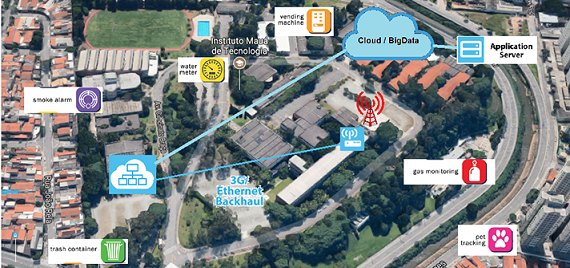 vending
machine
Cloud / BigData
Application
Server
Instituto Mauá
de Tecnologia
water
meter
smoke alarm
3G:
Ethernet
Backhaul
gas monitoring
trash container
pet
tracking